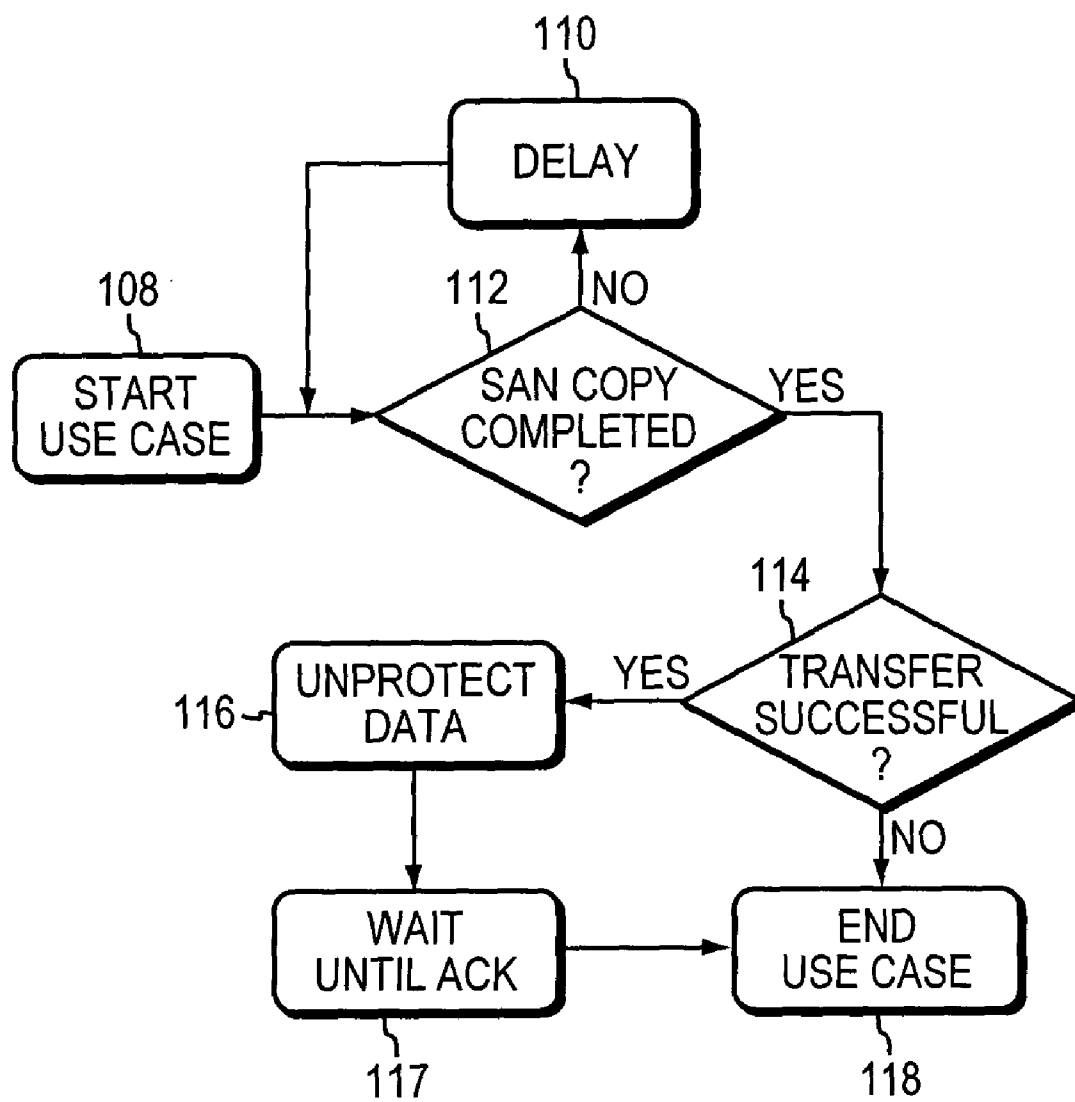 110
DELAY
108
112
NO
START
USE CASE
SAN COPY
COMPLETED
?
YES
114
116
UNPROTECT
DATA
YES
TRANSFER
SUCCESSFUL
?
NO
WAIT
UNTIL ACK
END
USE CASE
117
118